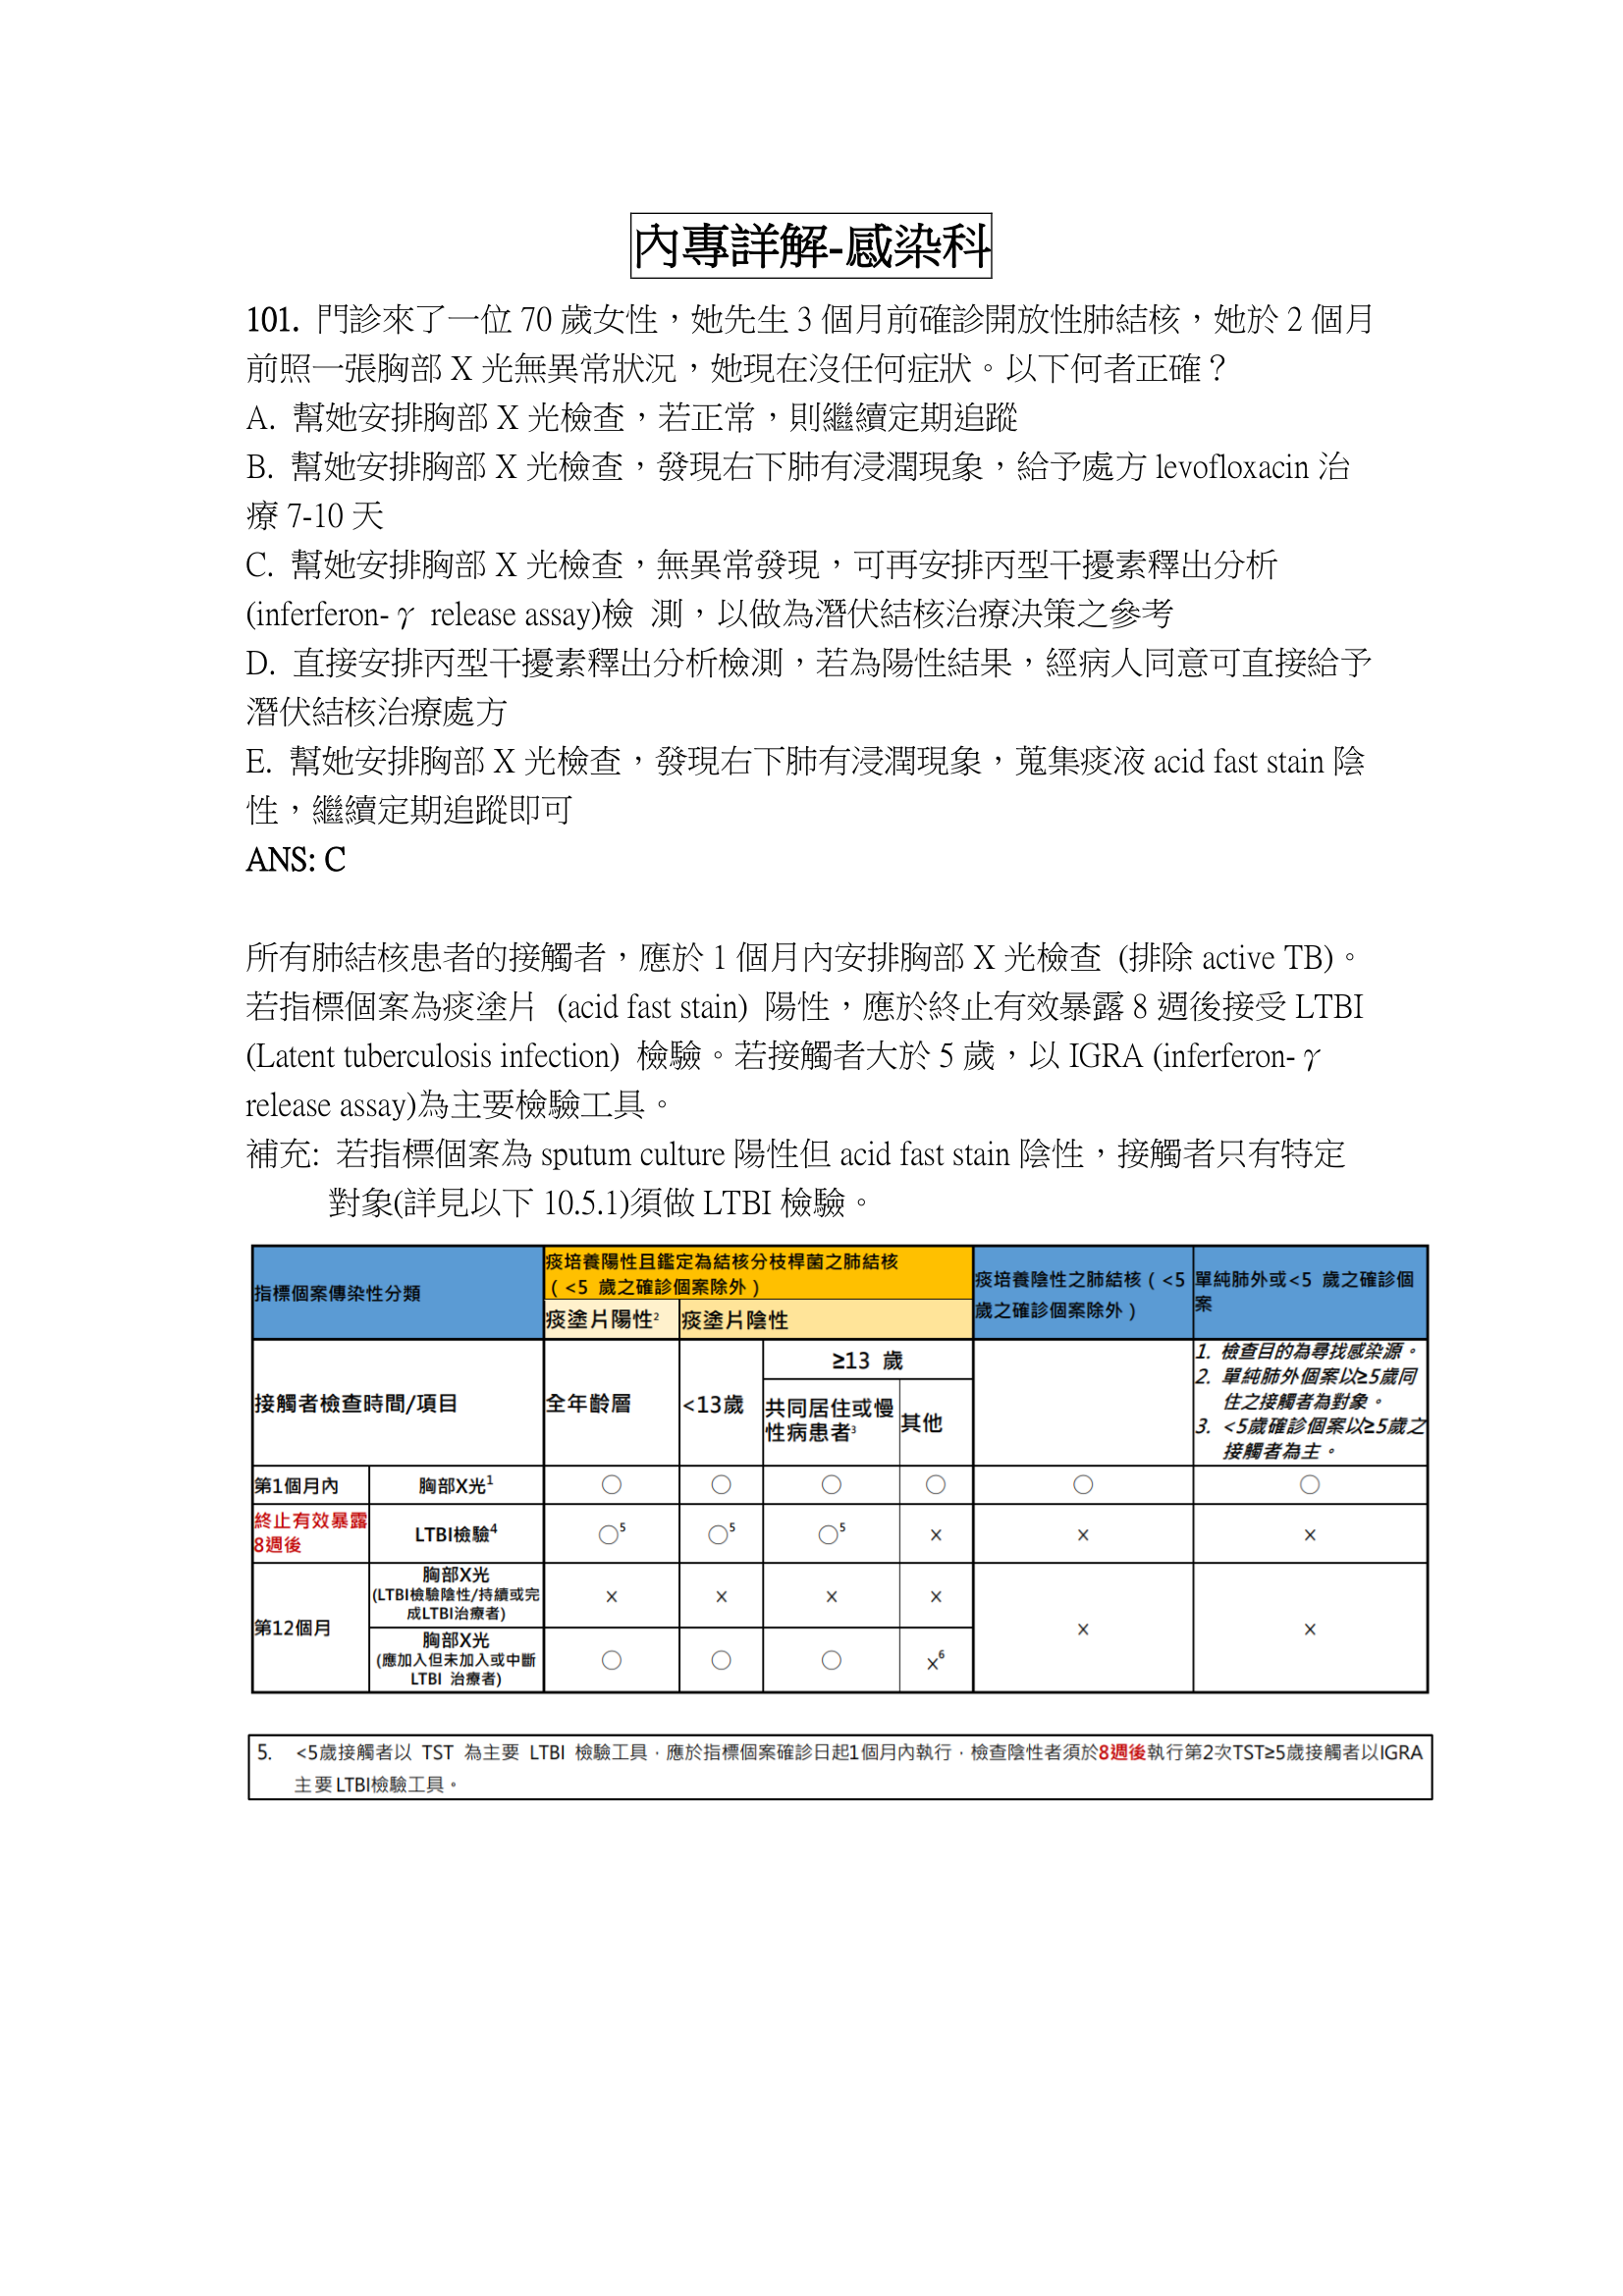 內專詳解-感染科
101. 門診來了一位 70 歲女性，她先生 3 個月前確診開放性肺結核，她於 2 個月
前照一張胸部 X 光無異常狀況，她現在沒任何症狀。以下何者正確？
A. 幫她安排胸部 X 光檢查，若正常，則繼續定期追蹤
B. 幫她安排胸部 X 光檢查，發現右下肺有浸潤現象，給予處方 levofloxacin 治
療 7-10 天
C. 幫她安排胸部 X 光檢查，無異常發現，可再安排丙型干擾素釋出分析
(inferferon-γ release assay)檢 測，以做為潛伏結核治療決策之參考
D. 直接安排丙型干擾素釋出分析檢測，若為陽性結果，經病人同意可直接給予
潛伏結核治療處方
E. 幫她安排胸部 X 光檢查，發現右下肺有浸潤現象，蒐集痰液 acid fast stain 陰
性，繼續定期追蹤即可
ANS: C
所有肺結核患者的接觸者，應於 1 個月內安排胸部 X 光檢查 (排除 active TB)。
若指標個案為痰塗片 (acid fast stain) 陽性，應於終止有效暴露 8 週後接受 LTBI
(Latent tuberculosis infection) 檢驗。若接觸者大於 5 歲，以 IGRA (inferferon-γ
release assay)為主要檢驗工具。
補充: 若指標個案為 sputum culture 陽性但 acid fast stain 陰性，接觸者只有特定
對象(詳見以下 10.5.1)須做 LTBI 檢驗。
指標個案傳染性分類
痰培養陽性且鑑定為結核分枝桿菌之肺結核
（<5 歲之確診個案除外）
痰塗片陽性2
痰塗片陰性
痰培養陰性之肺結核（<5
歲之確診個案除外）
單純肺外或<5 歲之確診個
案
接觸者檢查時間/項目
全年齡層
<13歲
≥13 歲
共同居住或慢
性病患者3
其他
1. 檢查目的為尋找感染源。
2. 單純肺外個案以≥5歲同
住之接觸者為對象。
3. <5歲確診個案以≥5歲之
接觸者為主。
第1個月內
胸部X光1
○ ○ ○ ○ ○ ○
終止有效暴露
8週後
LTBI檢驗4
○5 ○5 ○5 × × ×
第12個月
胸部X光
(LTBI檢驗陰性/持續或完
成LTBI治療者)
× × × ×
胸部X光
(應加入但未加入或中斷
LTBI 治療者)
○ ○ ○ ×6
× ×
5. <5歲接觸者以 TST 為主要 LTBI 檢驗工具，應於指標個案確診日起1個月內執行，檢查陰性者須於8週後執行第2次TST≥5歲接觸者以IGRA
主要LTBI檢驗工具。